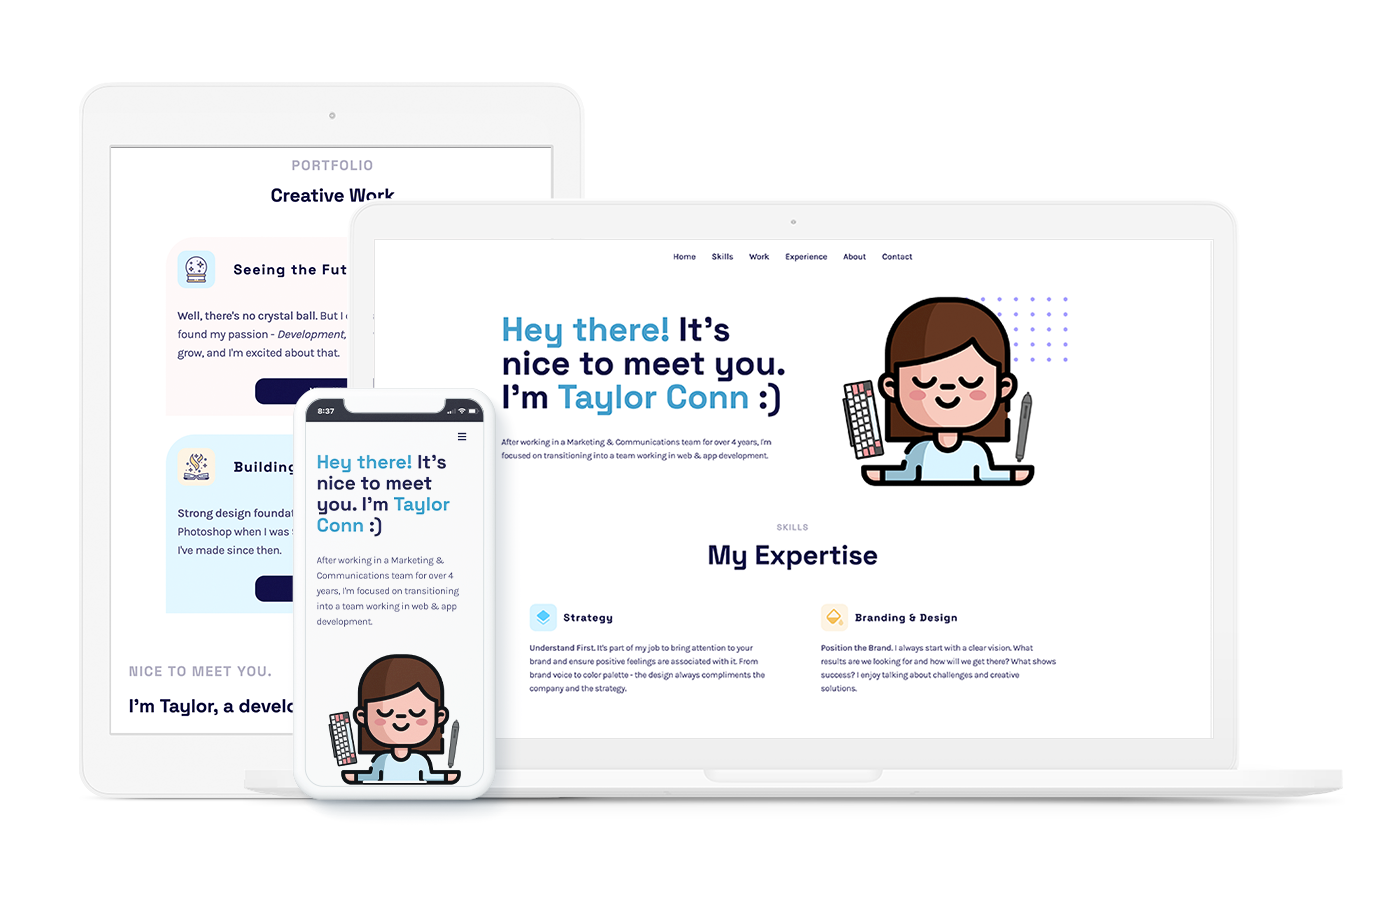 PORTFOLIO
Creative Work
Seeing the Fut
Well, there's no crystal ball. But I
found my passion - Development,
grow, and I'm excited about that.
Building
Strong design foundat
Photoshop when I was
I've made since then.
NICE TO MEET YOU.
I'm Taylor, a develo
8:37
Hey there! It's
nice to meet
you. I'm Taylor
Conn :)
After working in a Marketing &
Communications team for over 4
years, I'm focused on transitioning
into a team working in web & app
development.
Home Skills Work Experience About Contact
Hey there! It's
nice to meet you.
I'm Taylor Conn :)
After working in a Marketing & Communications team for over 4 years, I'm
focused on transitioning into a team working in web & app development.
SKILLS
My Expertise
Strategy
Understand First. It's part of my job to bring attention to your
brand and ensure positive feelings are associated with it. From
brand voice to color palette - the design always compliments the
company and the strategy.
Branding & Design
Position the Brand. I always start with a clear vision. What
results are we looking for and how will we get there? What shows
success? I enjoy talking about challenges and creative
solutions.